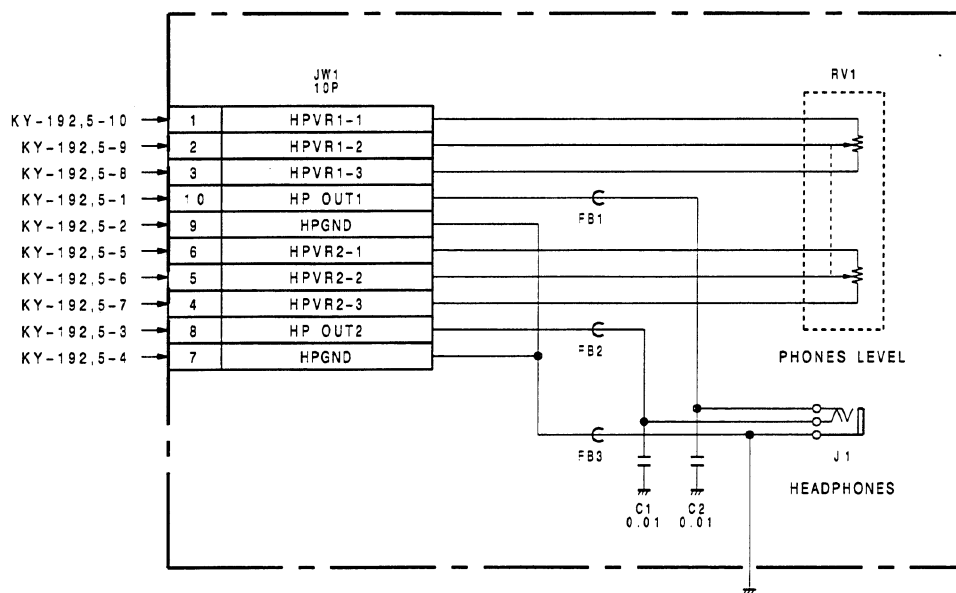 JW1
10P
RV1
KY-192,5-10 1 HPVR1-1
KY-192,5-9 2 HPVR1-2
KY-192,5-8 3 HPVR1-3
KY-192,5-1 10 HP OUT1
FB1
KY-192,5-2 9 HPGND
KY-192,5-5 6 HPVR2-1
KY-192,5-6 5 HPVR2-2
KY-192,5-7 4 HPVR2-3
KY-192,5-3 8 HP OUT2
FB2
KY-192,5-4 7 HPGND
PHONES LEVEL
FB3
J1
HEADPHONES
C1 C2
0.01 0.01